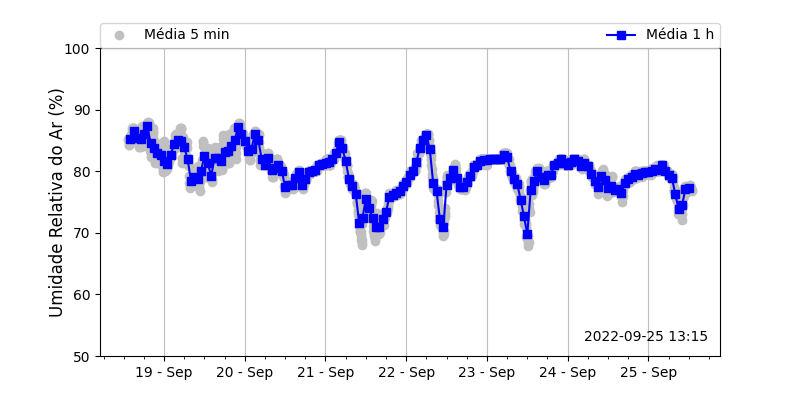 Média 5 min
Média 1 h
Umidade Relativa do Ar (%)
100
90
80
70
60
50
2022-09-25 13:15
19 - Sep
20 - Sep
21 - Sep
22 - Sep
23 - Sep
24 - Sep
25 - Sep